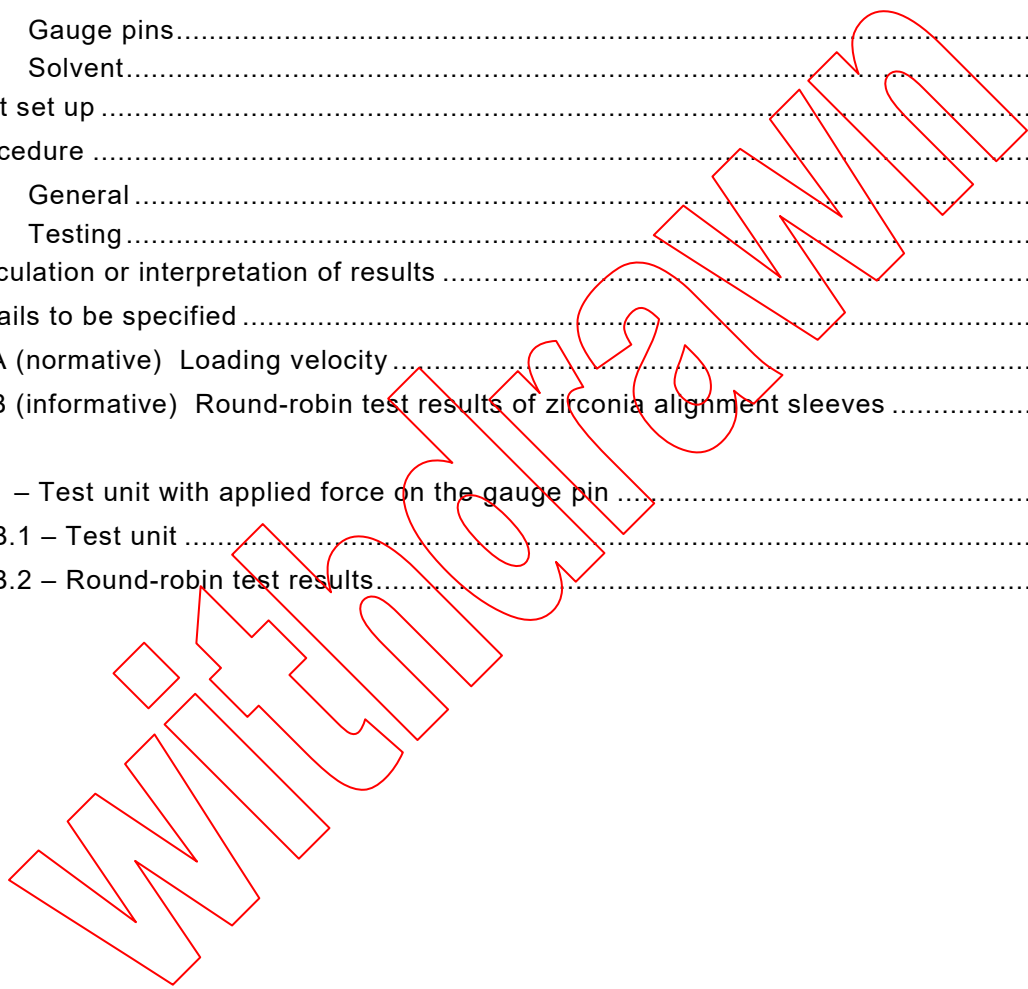 Gauge pins
Solvent
t set up
cedure
General
Testing
culation or interpretation of results
ails to be specified
A (normative) Loading velocity
B (informative) Round-robin test results of zirconia alignment sleeves
– Test unit with applied force on the gauge pin
B.1 – Test unit
B.2 – Round-robin test results
withdrawn